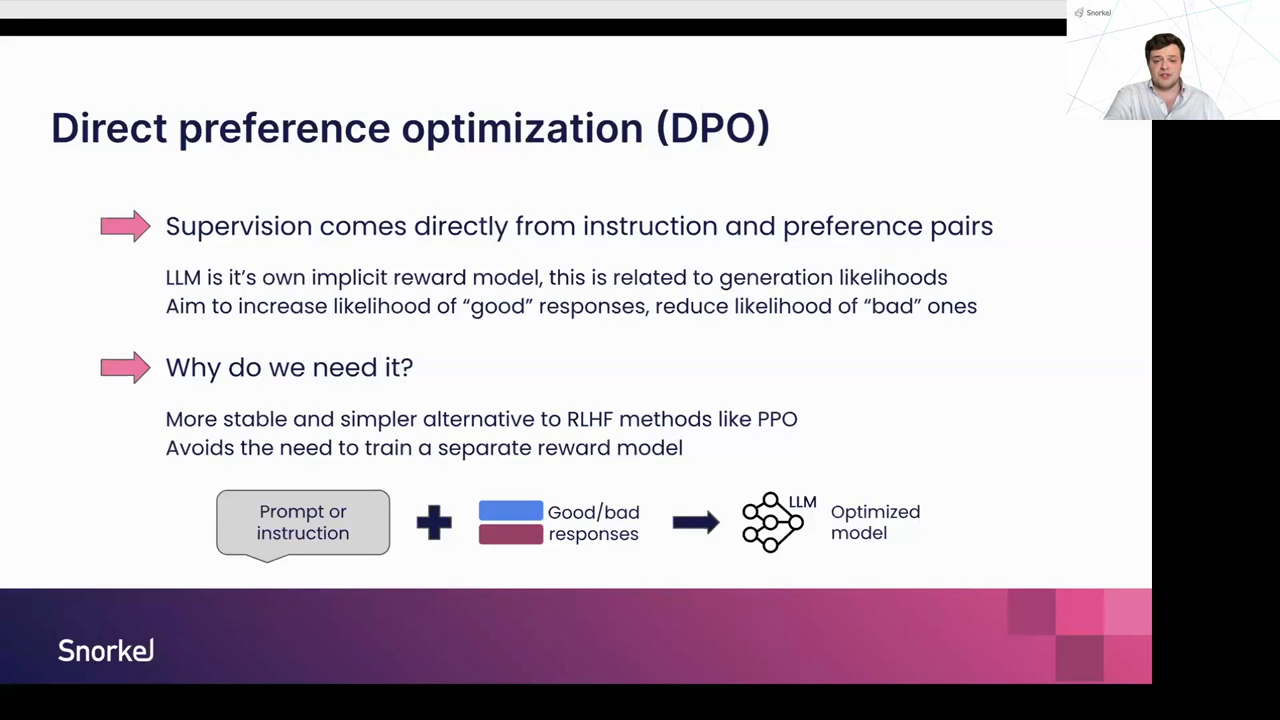 Snorkel
Direct preference optimization (DPO)
Supervision comes directly from instruction and preference pairs
LLM is it’s own implicit reward model, this is related to generation likelihoods
Aim to increase likelihood of “good” responses, reduce likelihood of “bad” ones
Why do we need it?
More stable and simpler alternative to RLHF methods like PPO
Avoids the need to train a separate reward model
Prompt or
instruction
Good/bad
responses
LLM
Optimized
model
Snorkel